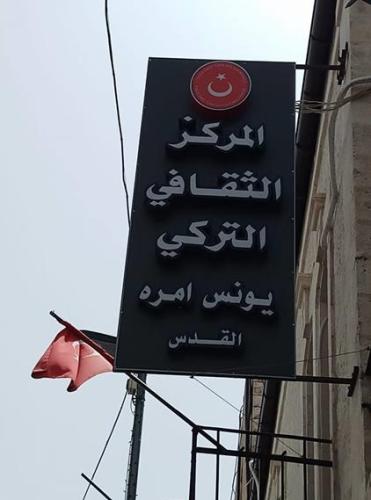 المركز
الثقافي
التركي
يونس امره
القدس